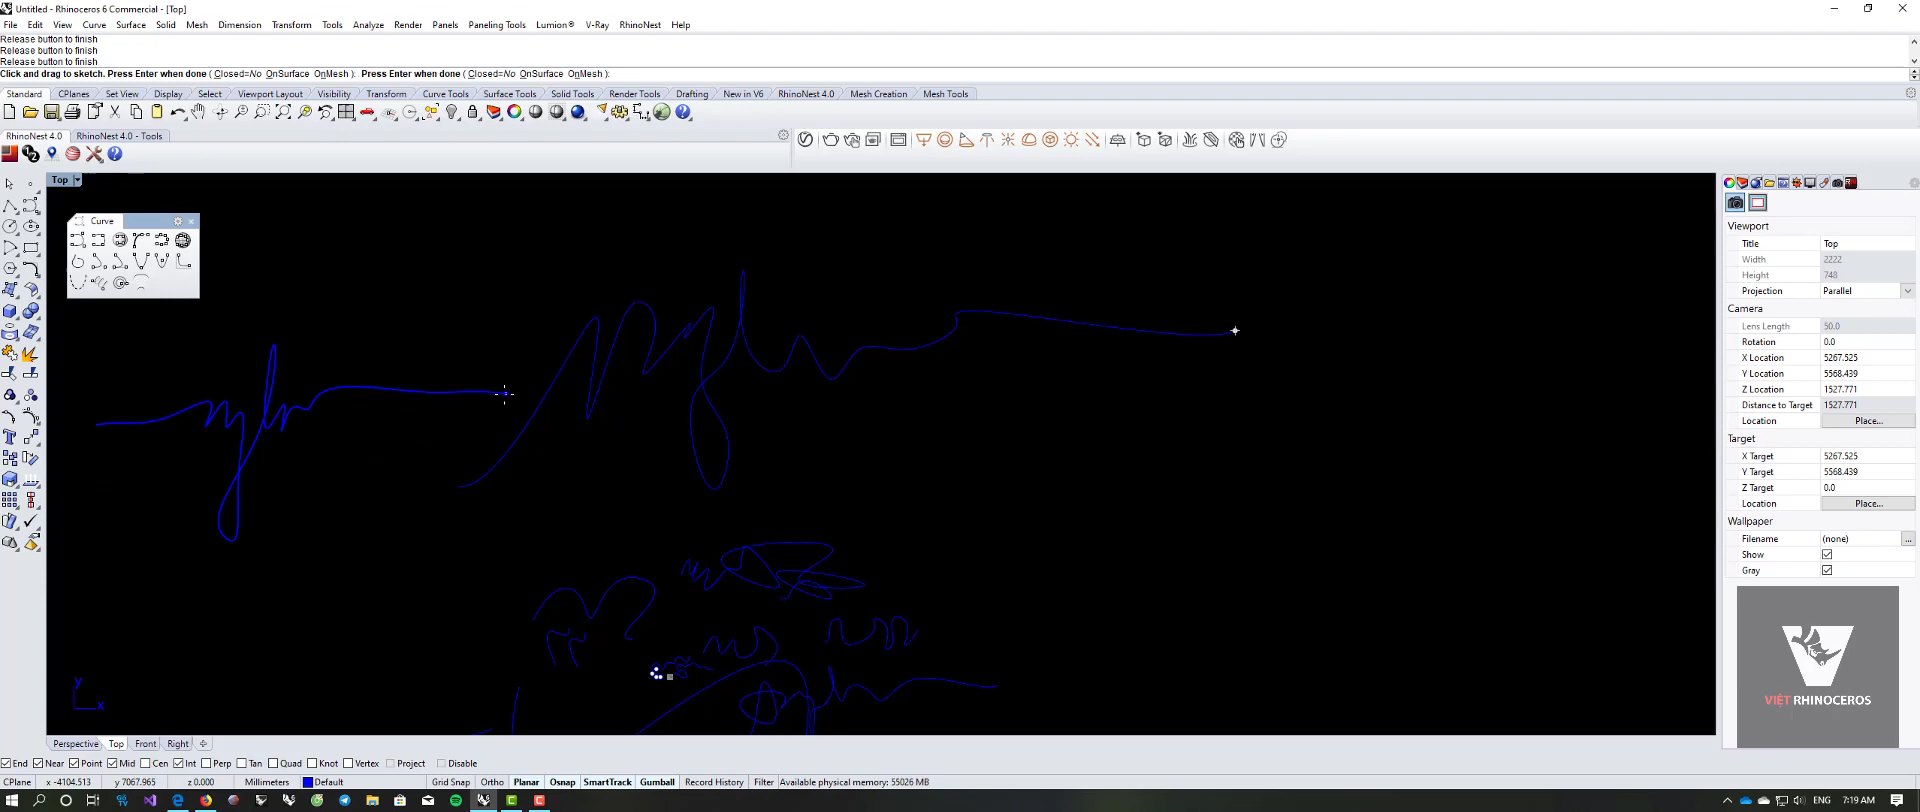 Untitled - Rhinoceros 6 Commercial - [Top]
File Edit View Curve Surface Solid Mesh Dimension Transform Tools Analyze Render Panels Paneling Tools Lumion® V-Ray RhinoNest Help
Release button to finish
Release button to finish
Release button to finish
Click and drag to sketch. Press Enter when done ( Closed=No OnSurface OnMesh ): Press Enter when done ( Closed=No OnSurface OnMesh ):
Standard CPlanes Set View Display Select Viewport Layout Visibility Transform Curve Tools Surface Tools Solid Tools Mesh Tools Render Tools Drafting New in V6 RhinoNest 4.0 Mesh Creation Mesh Tools
RhinoNest 4.0 RhinoNest 4.0 - Tools
Top
Curve
Viewport
Title Top
Width 2222
Height 748
Projection Parallel
Camera
Lens Length 50.0
Rotation 0.0
X Location 5267.525
Y Location 5568.439
Z Location 1527.771
Distance to Target 1527.771
Location Place...
Target
X Target 5267.525
Y Target 5568.439
Z Target 0.0
Location Place...
Wallpaper
Filename (none) ...
Show
Gray
VIỆT RHINOCEROS
y
x
Perspective Top Front Right
End Near Point Mid Cen Int Perp Tan Quad Knot Vertex Project Disable
CPlane x -4104.513 y 7067.965 z 0.000 Millimeters Default Grid Snap Ortho Planar Osnap SmartTrack Gumball Record History Filter Available physical memory: 55026 MB
ENG 7:19 AM